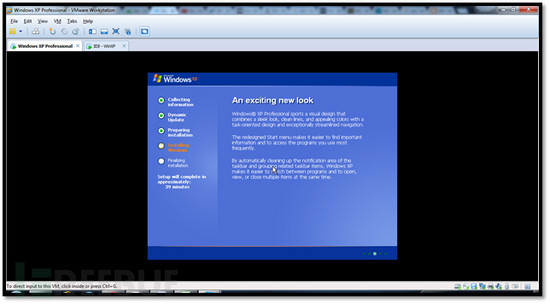 Windows XP Professional - VMware Workstation
File Edit View VM Tabs Help
Windows XP Professional
Windows xp
Collecting
information
Dynamic
Update
Preparing
installation
Installing
Windows
Finalizing
installation
Setup will complete in
approximately:
39 minutes
An exciting new look
Windows® XP Professional sports a visual design that
combines a sleek look, clean lines, and appealing colors with a
task-oriented design and exceptionally streamlined navigation.
The redesigned Start menu makes it easier to find important
information and to access the programs you use most
frequently.
By automatically cleaning up the notification area of the
taskbar and grouping related taskbar items, Windows XP
makes it easier to switch between programs and to open,
view, or close multiple items at the same time.
To direct input to this VM, click inside or press Ctrl+G.
REEBUF